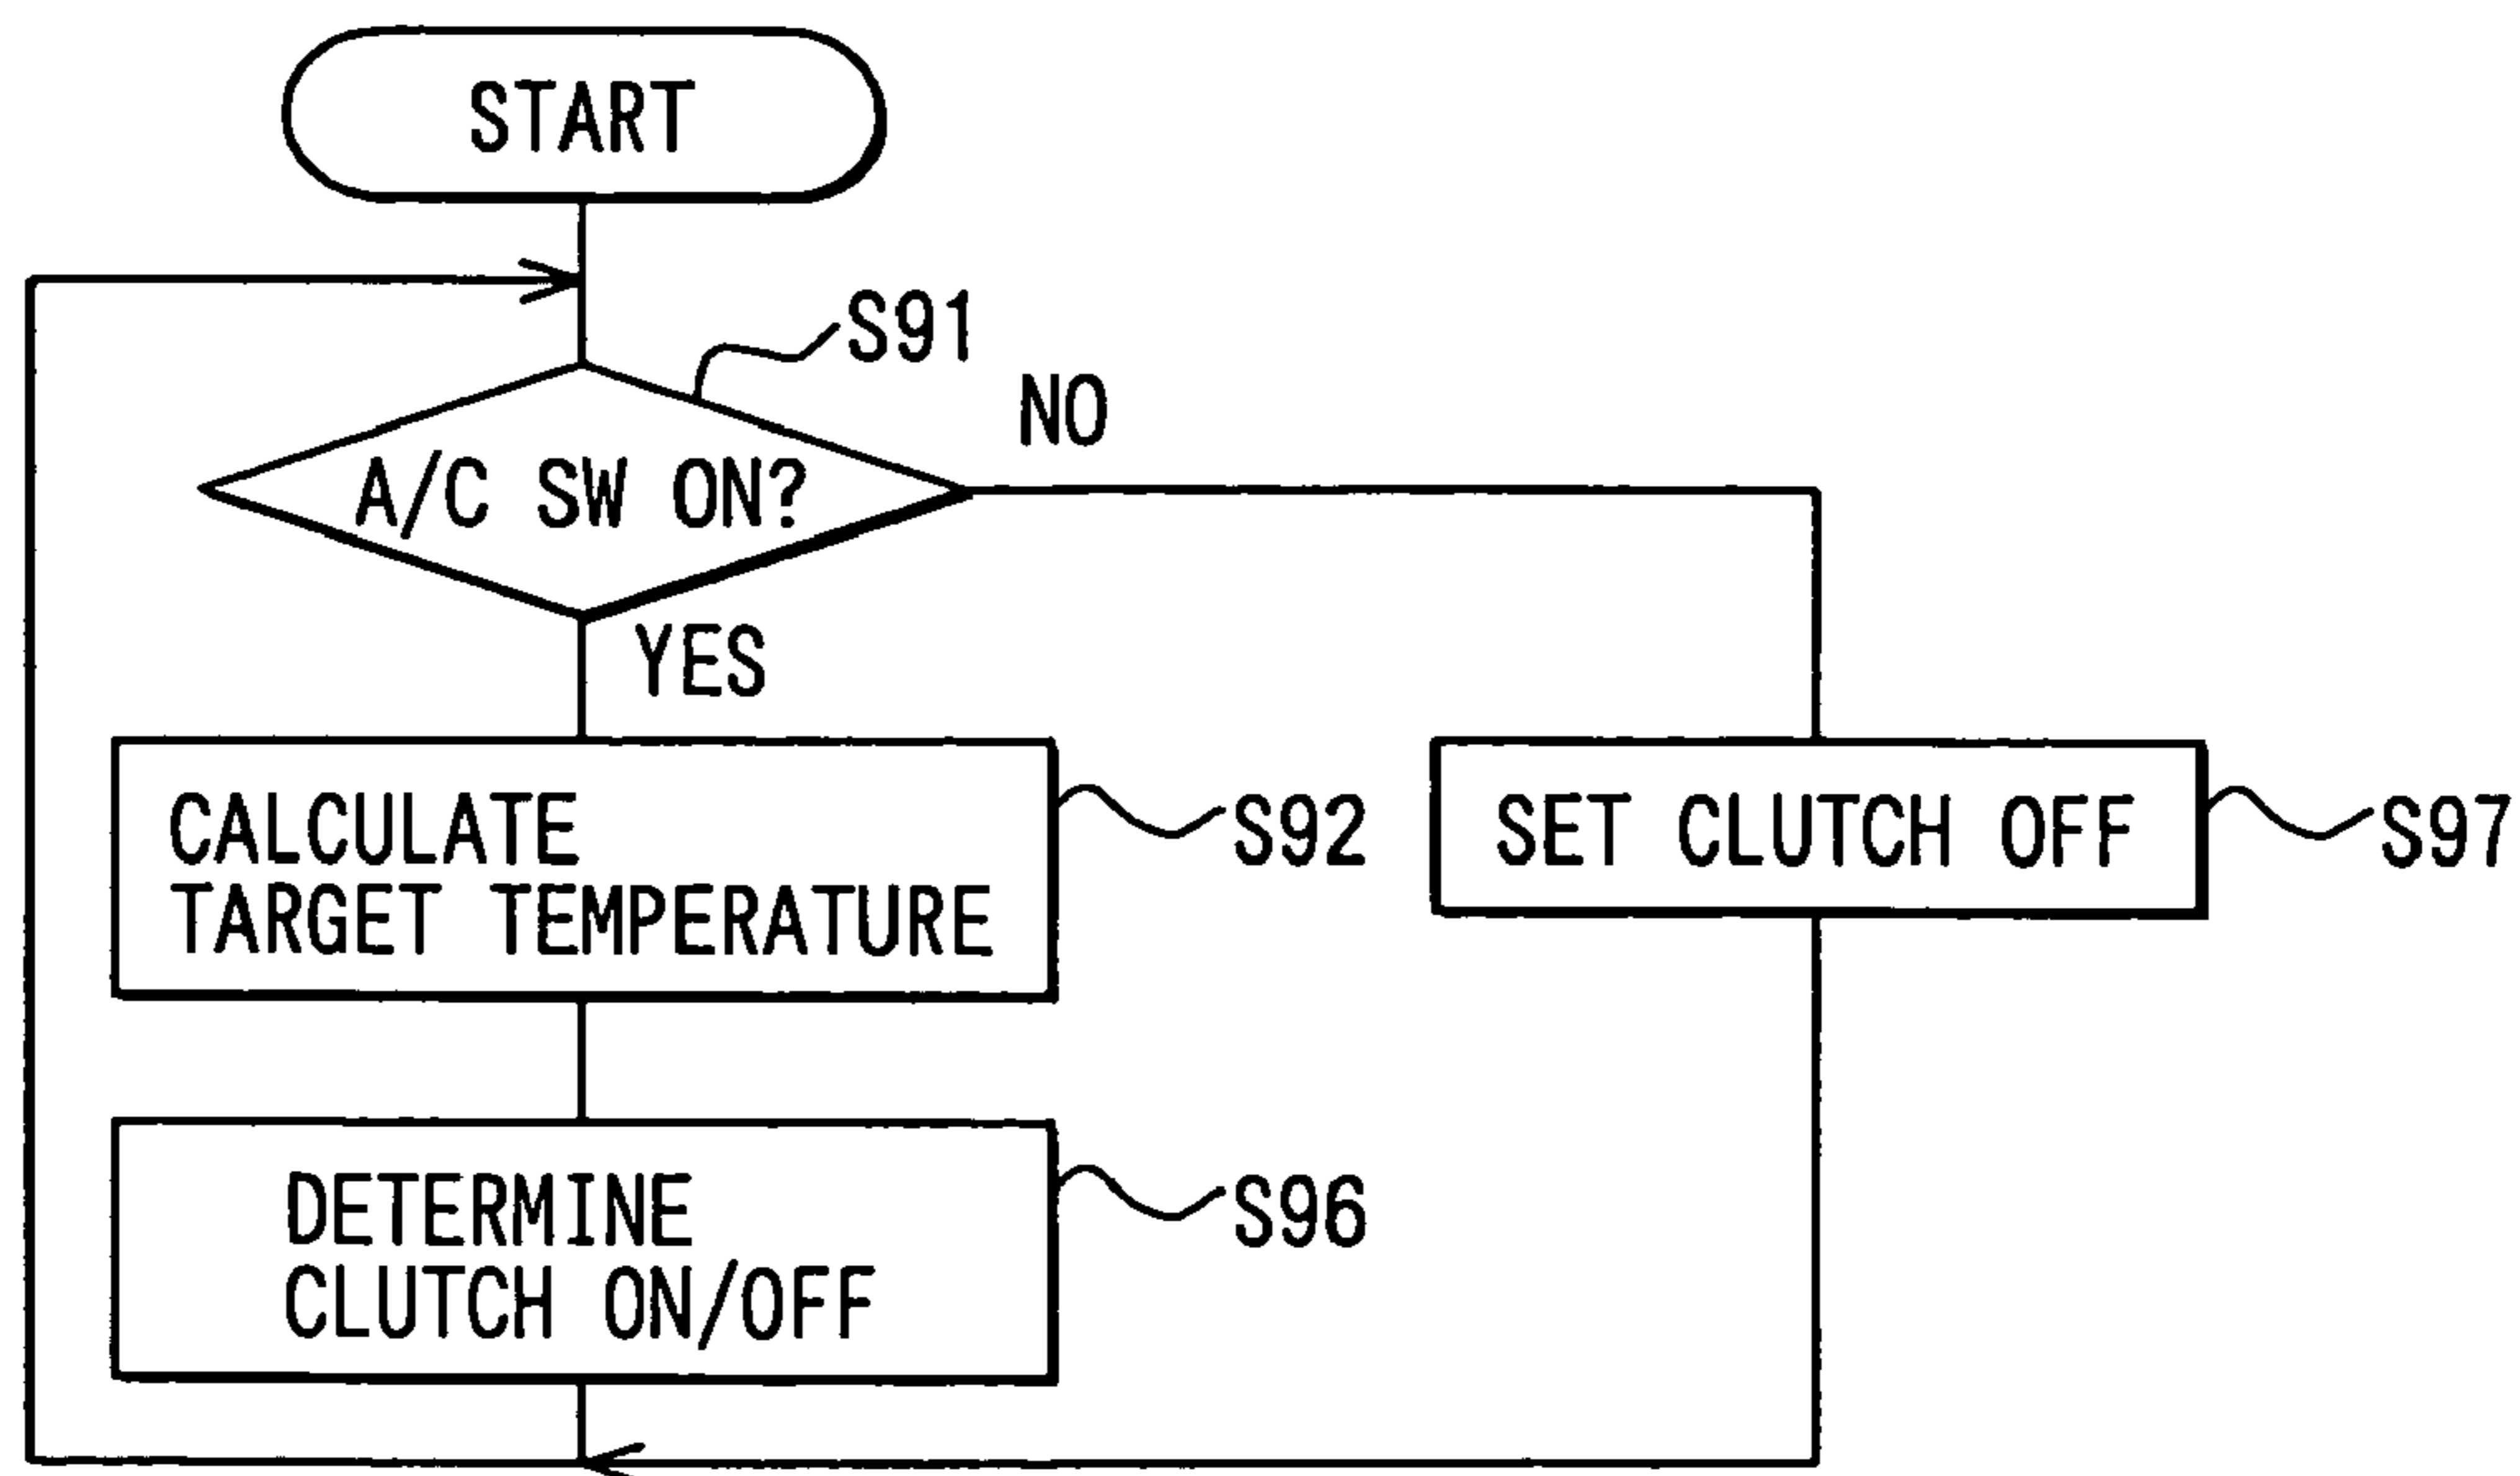 START
S91
NO
A/C SW ON?
YES
CALCULATE
TARGET TEMPERATURE
S92
SET CLUTCH OFF
S97
DETERMINE
CLUTCH ON/OFF
S96